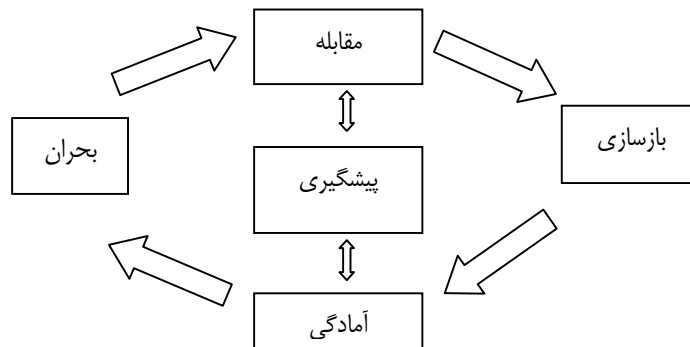 مقابله
بازسازی
بحران
پیشگیری
آمادگی